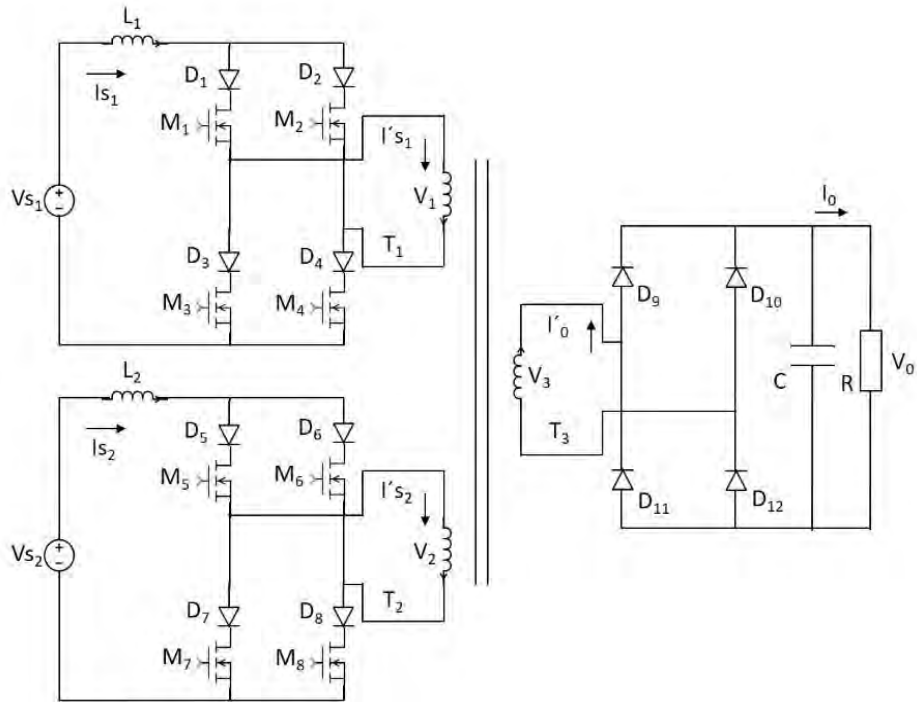 L₁
Is₁
D₁
D₂
M₁
M₂
I´s₁
Vs₁
V₁
T₁
D₃
D₄
M₃
M₄
L₂
Is₂
D₅
D₆
M₅
M₆
I´s₂
Vs₂
V₂
T₂
D₇
D₈
M₇
M₈
I₀
D₉
D₁₀
I´₀
V₃
T₃
C
R
V₀
D₁₁
D₁₂